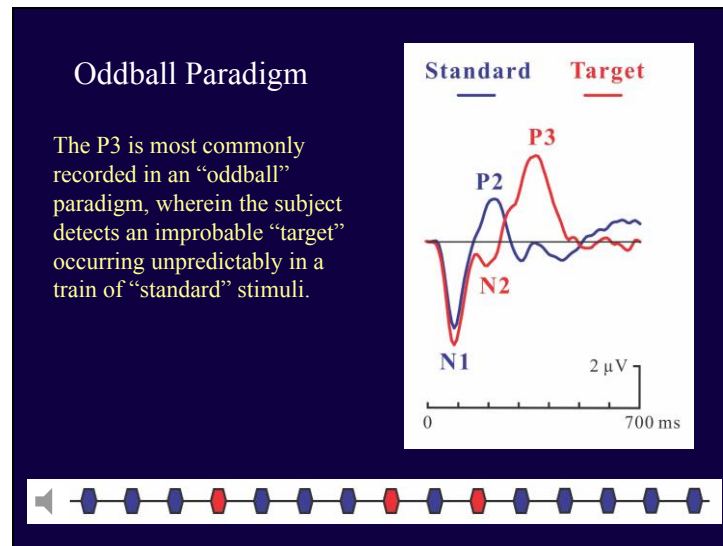 Oddball Paradigm
The P3 is most commonly
recorded in an “oddball”
paradigm, wherein the subject
detects an improbable “target”
occurring unpredictably in a
train of “standard” stimuli.
Standard Target
P3
P2
N2
N1
2 µV
0 700 ms